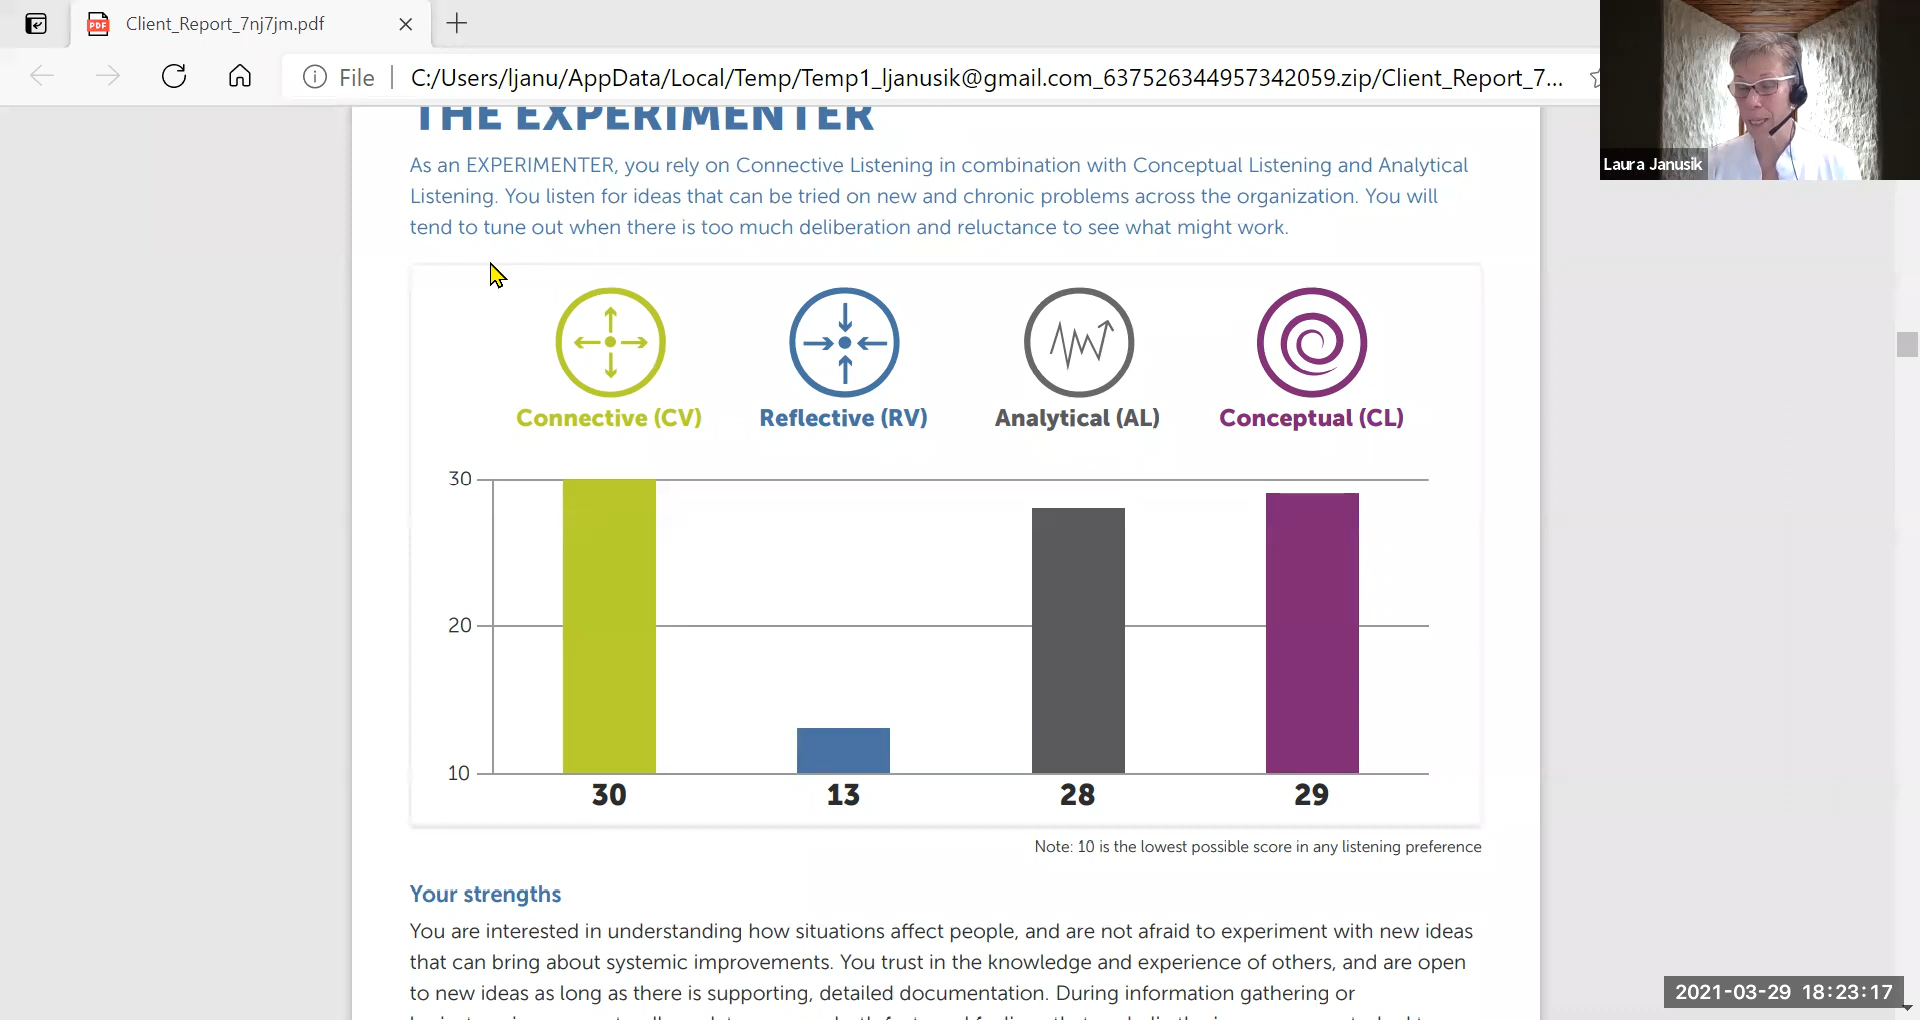 Client_Report_7nj7jm.pdf
File
C:/Users/ljanu/AppData/Local/Temp/Temp1_ljanusik@gmail.com_637526344957342059.zip/Client_Report_7...
Laura Janusik
THE EXPERIMENTER
As an EXPERIMENTER, you rely on Connective Listening in combination with Conceptual Listening and Analytical
Listening. You listen for ideas that can be tried on new and chronic problems across the organization. You will
tend to tune out when there is too much deliberation and reluctance to see what might work.
Connective (CV) Reflective (RV) Analytical (AL) Conceptual (CL)
30
20
10
30 13 28 29
Note: 10 is the lowest possible score in any listening preference
Your strengths
You are interested in understanding how situations affect people, and are not afraid to experiment with new ideas
that can bring about systemic improvements. You trust in the knowledge and experience of others, and are open
to new ideas as long as there is supporting, detailed documentation. During information gathering or
2021-03-29 18:23:17